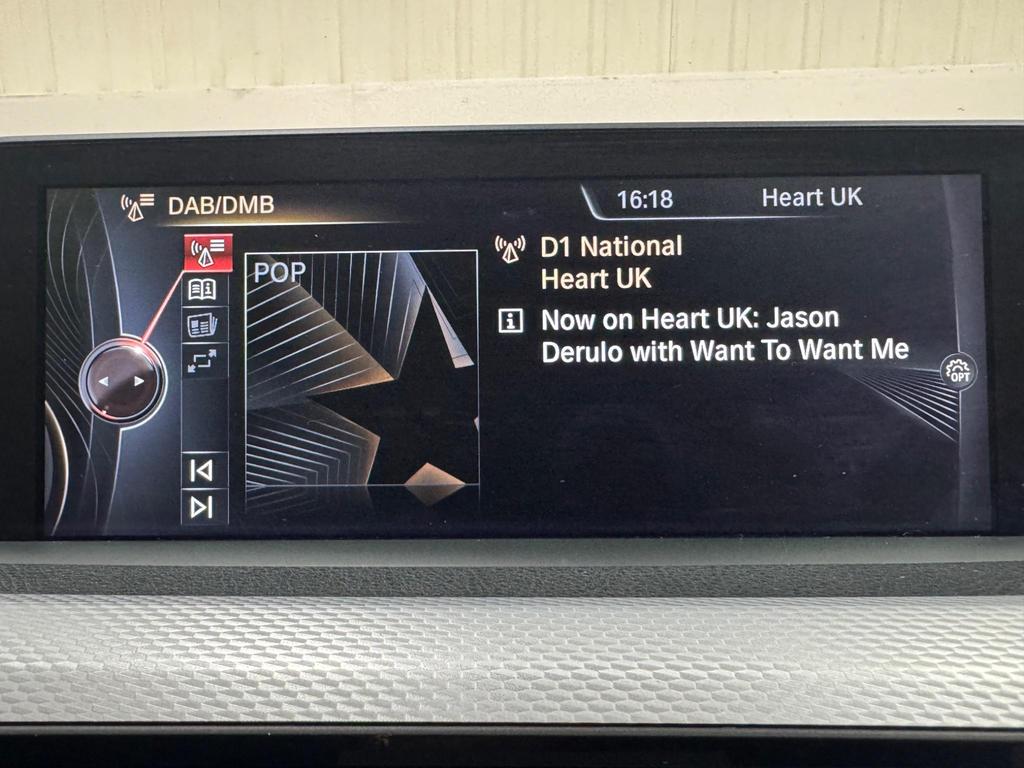 DAB/DMB
16:18
Heart UK
POP
D1 National
Heart UK
Now on Heart UK: Jason
Derulo with Want To Want Me
OPT